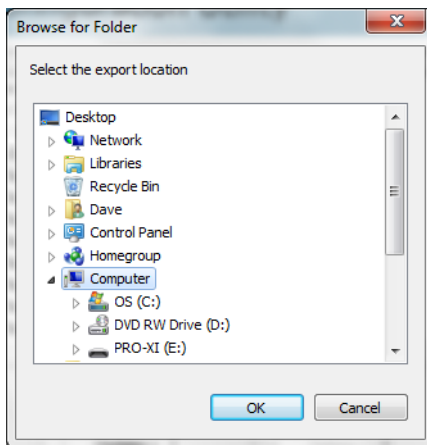 Browse for Folder
Select the export location
Desktop
Network
Libraries
Recycle Bin
Dave
Control Panel
Homegroup
Computer
OS (C:)
DVD RW Drive (D:)
PRO-XI (E:)
OK Cancel